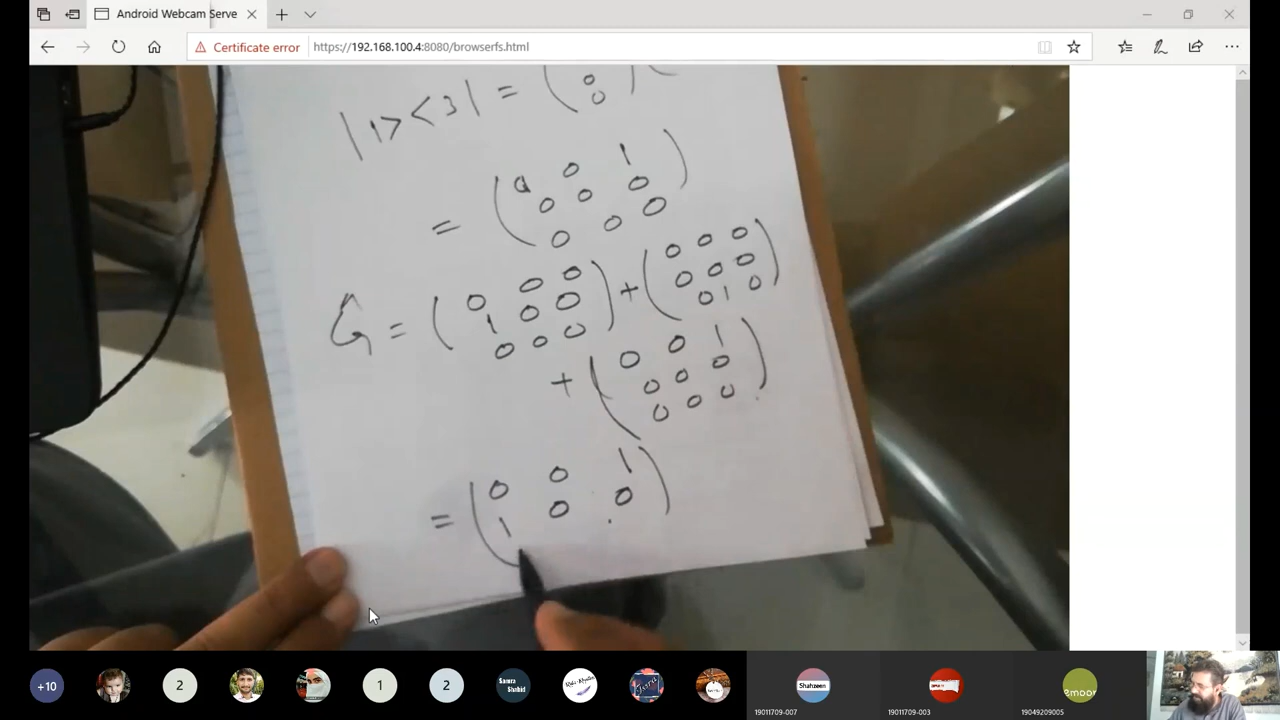 Android Webcam Serve
Certificate error
https://192.168.100.4:8080/browserfs.html
0
|1><3| = ( 0 ) (
= ( 0 0 1
0 0 0
0 0 0 )
Ĝ = ( 0 0 0
1 0 0
0 0 0 ) + ( 0 0 0
0 0 0
0 1 0 )
+ ( 0 0 1
0 0 0
0 0 0 )
= ( 0 0 1
1 0 0 )
+10
2
1
2
Samra Shahid
Shahzeen
19011709-007
19011709-003
19049209005